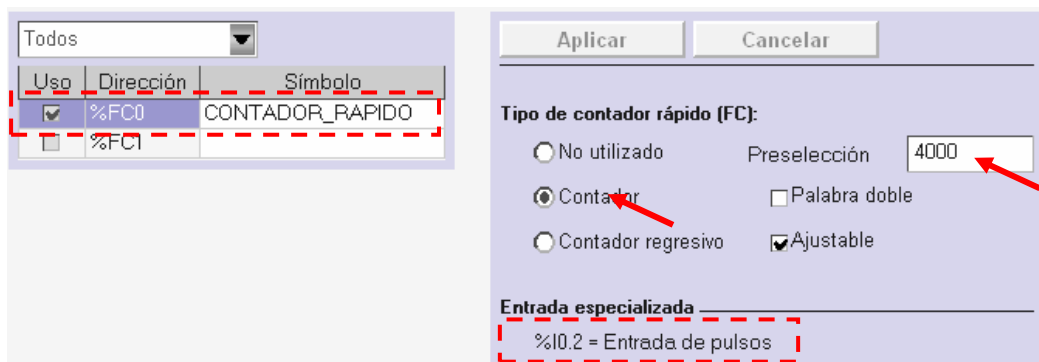 Todos
Uso Dirección Símbolo
%FC0 CONTADOR_RAPIDO
%FC1
Aplicar Cancelar
Tipo de contador rápido (FC):
No utilizado Preselección 4000
Contador Palabra doble
Contador regresivo Ajustable
Entrada especializada
%I0.2 = Entrada de pulsos